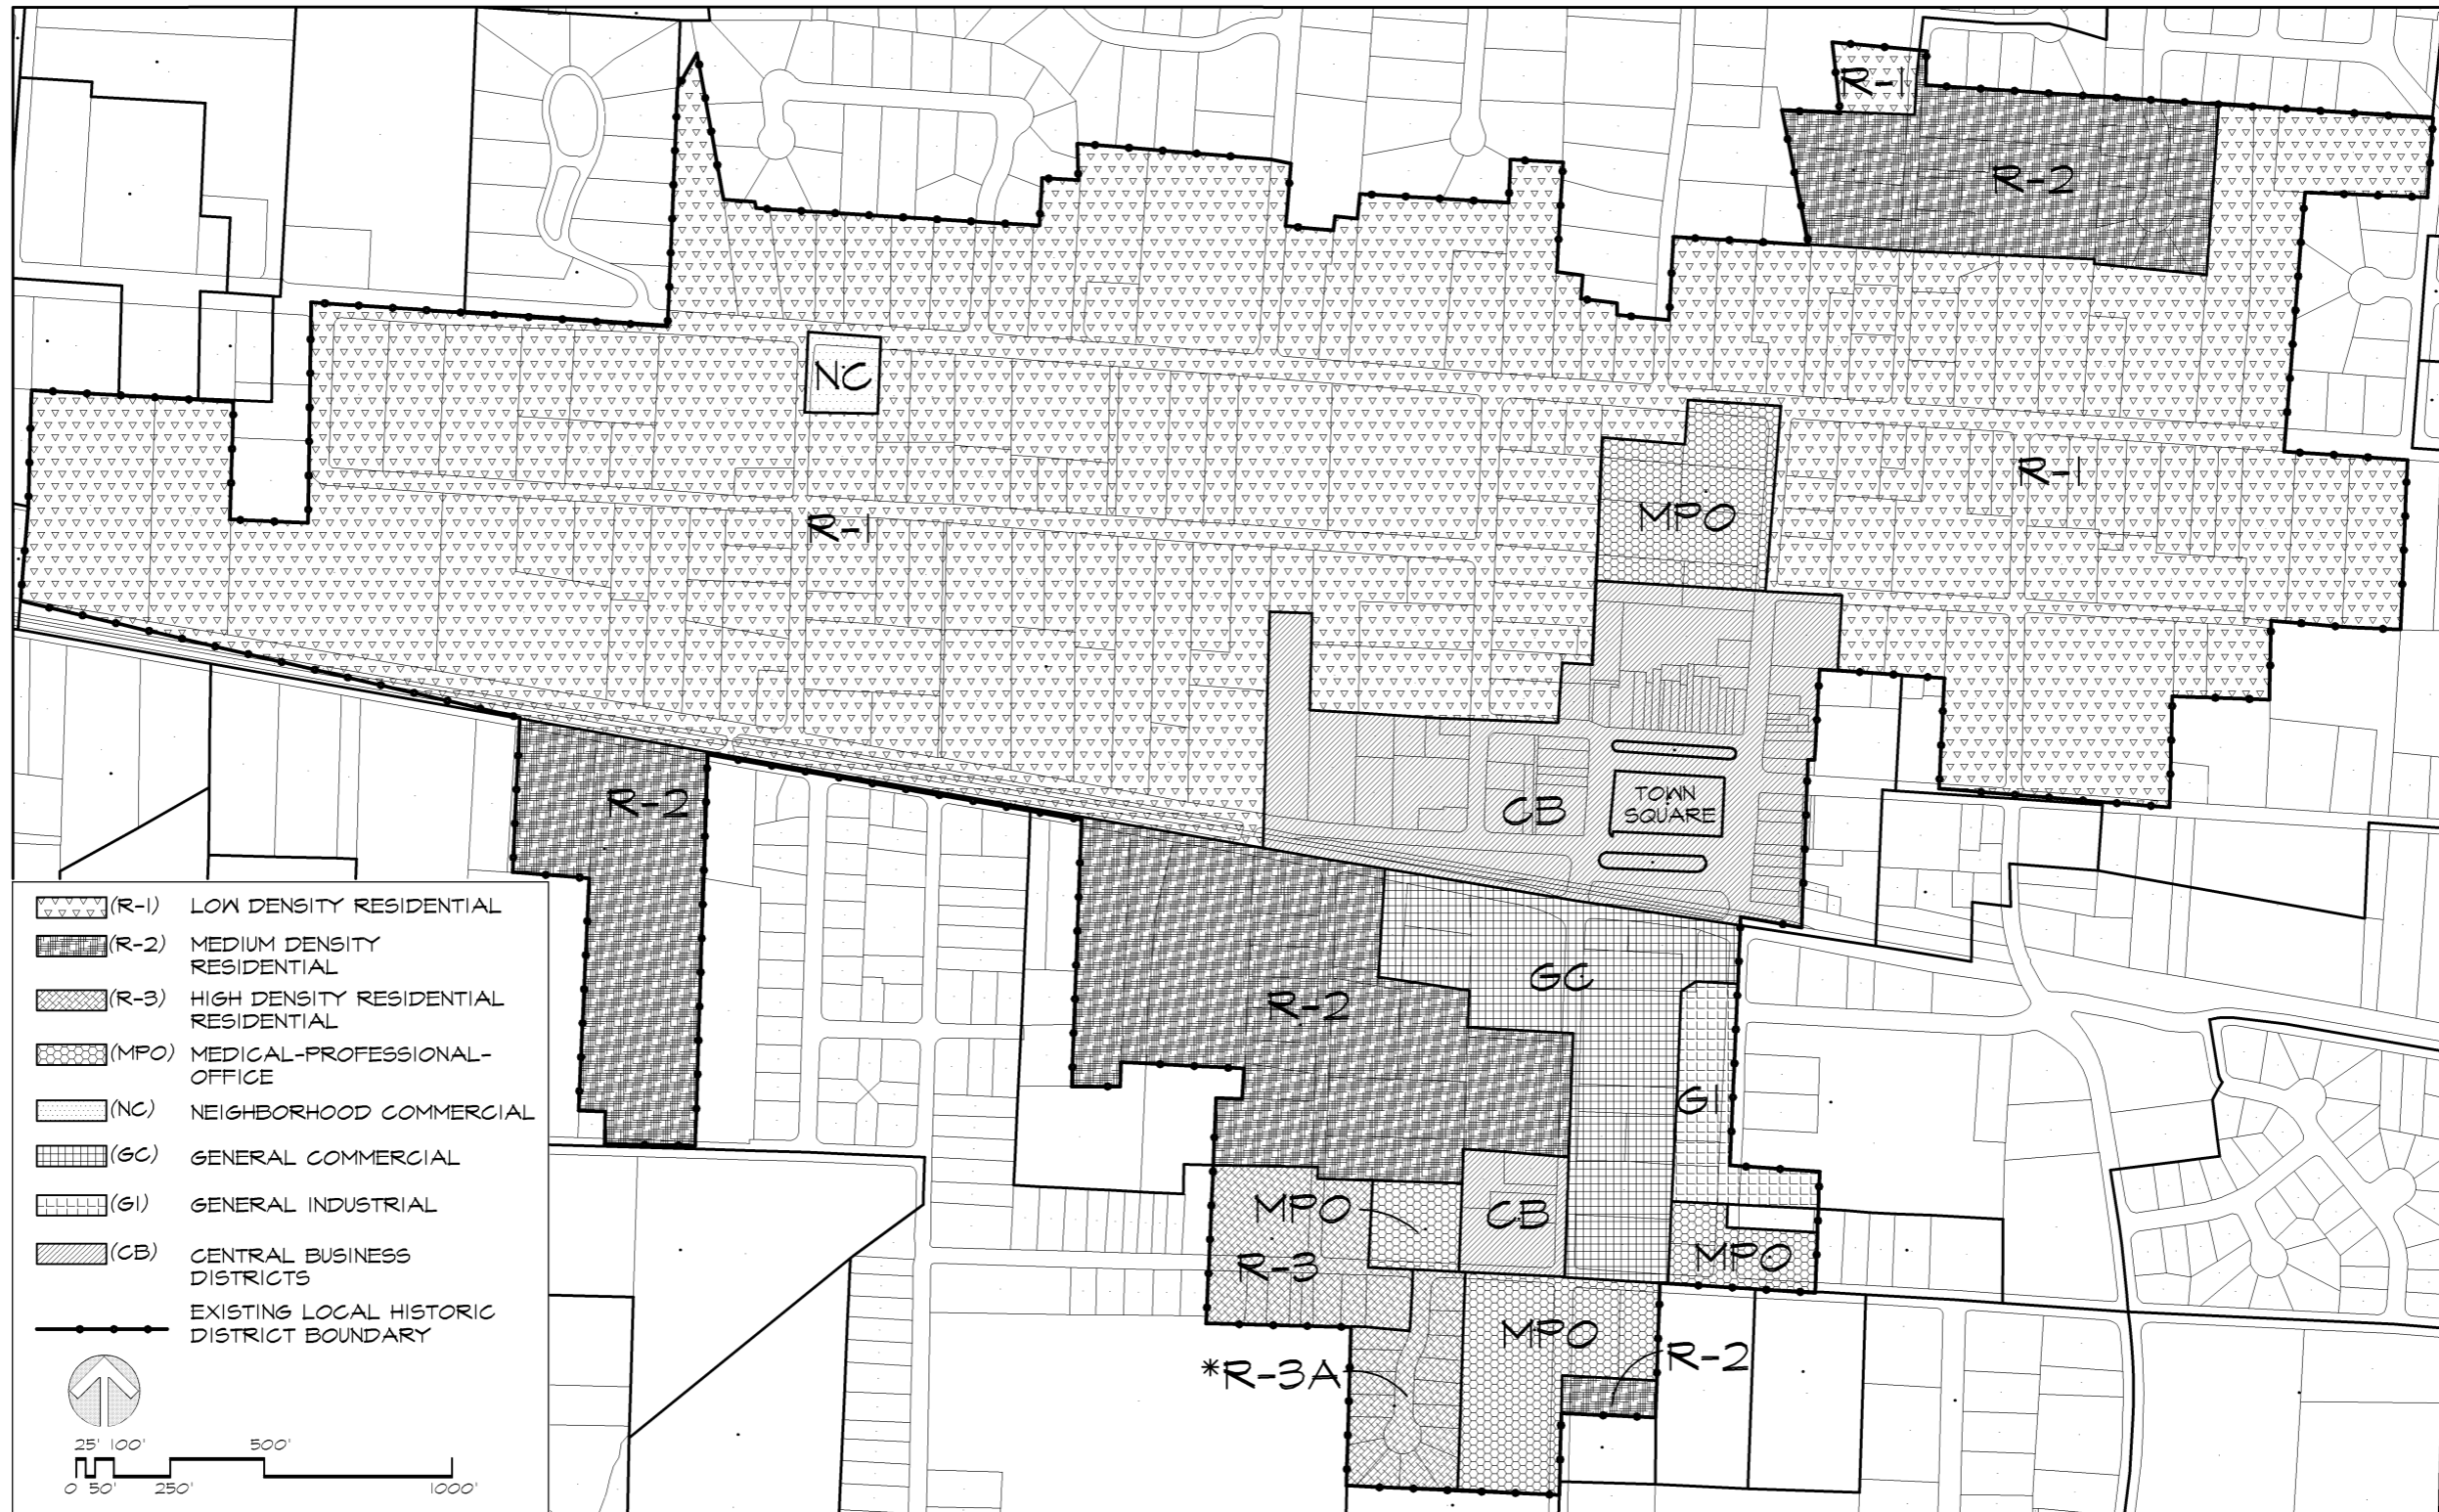 R-1
R-2
NC
R-1
MPO
R-1
R-2
CB
TOWN
SQUARE
GC
R-2
GI
MPO
CB
R-3
MPO
MPO
*R-3A
R-2
(R-1) LOW DENSITY RESIDENTIAL
(R-2) MEDIUM DENSITY
RESIDENTIAL
(R-3) HIGH DENSITY RESIDENTIAL
RESIDENTIAL
(MPO) MEDICAL-PROFESSIONAL-
OFFICE
(NC) NEIGHBORHOOD COMMERCIAL
(GC) GENERAL COMMERCIAL
(GI) GENERAL INDUSTRIAL
(CB) CENTRAL BUSINESS
DISTRICTS
EXISTING LOCAL HISTORIC
DISTRICT BOUNDARY
25' 100' 500'
0 50' 250' 1000'